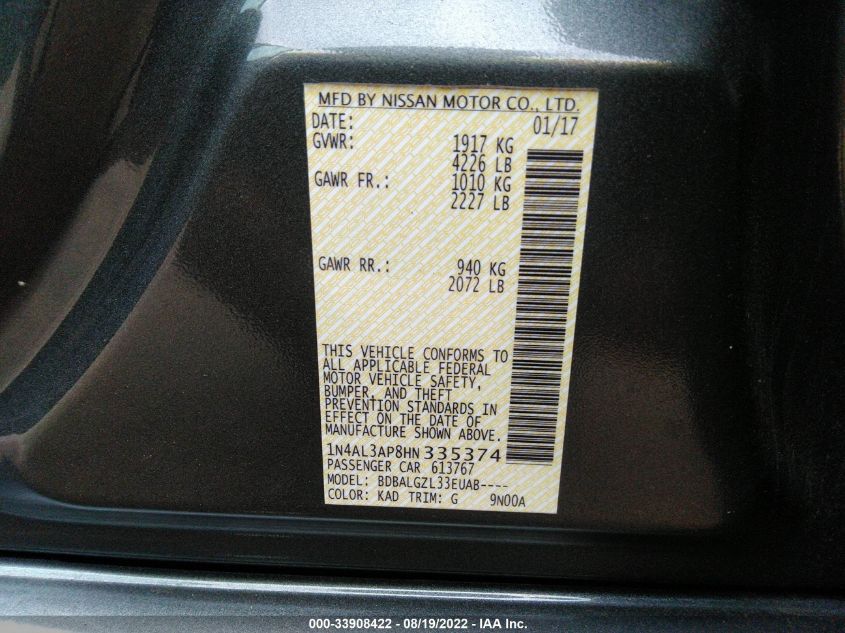 MFD BY NISSAN MOTOR CO., LTD.
DATE: 01/17
GVWR: 1917 KG
4226 LB
GAWR FR.: 1010 KG
2227 LB
GAWR RR.: 940 KG
2072 LB
THIS VEHICLE CONFORMS TO
ALL APPLICABLE FEDERAL
MOTOR VEHICLE SAFETY,
BUMPER, AND THEFT
PREVENTION STANDARDS IN
EFFECT ON THE DATE OF
MANUFACTURE SHOWN ABOVE.
1N4AL3AP8HN335374
PASSENGER CAR 613767
MODEL: BDBALGZL33EUAB----
COLOR: KAD TRIM: G 9N00A
000-33908422 - 08/19/2022 - IAA Inc.